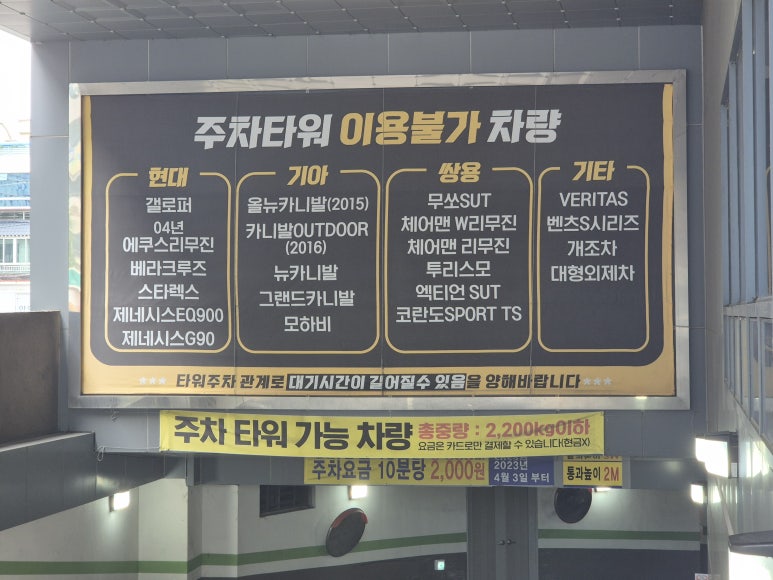 주차타워 이용불가 차량
현대
갤로퍼
04년
에쿠스리무진
베라크루즈
스타렉스
제네시스EQ900
제네시스G90
기아
올뉴카니발(2015)
카니발OUTDOOR
(2016)
뉴카니발
그랜드카니발
모하비
쌍용
무쏘SUT
체어맨 W리무진
체어맨 리무진
투리스모
엑티언 SUT
코란도SPORT TS
기타
VERITAS
벤츠S시리즈
개조차
대형외제차
*** 타워주차 관계로 대기시간이 길어질수 있음을 양해바랍니다 ***
주차 타워 가능 차량 총중량 : 2,200kg이하
요금은 카드로만 결제할 수 있습니다(현금X)
주차요금 10분당 2,000원
2023년
4월 3일 부터
통과높이 2M